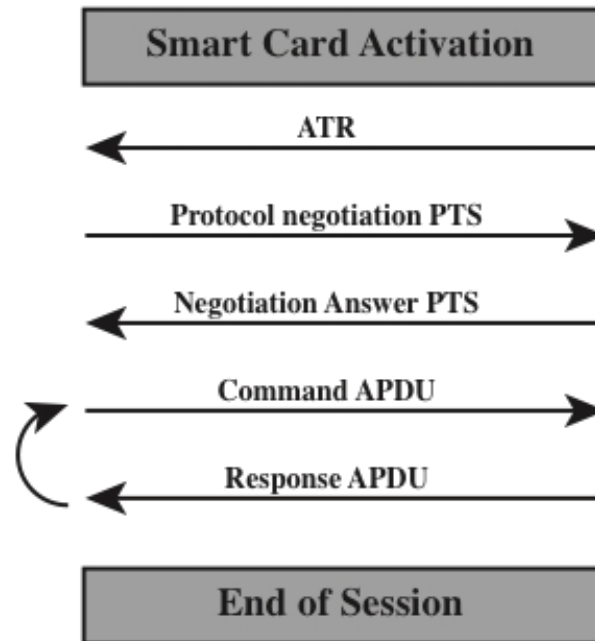 Smart Card Activation
ATR
Protocol negotiation PTS
Negotiation Answer PTS
Command APDU
Response APDU
End of Session